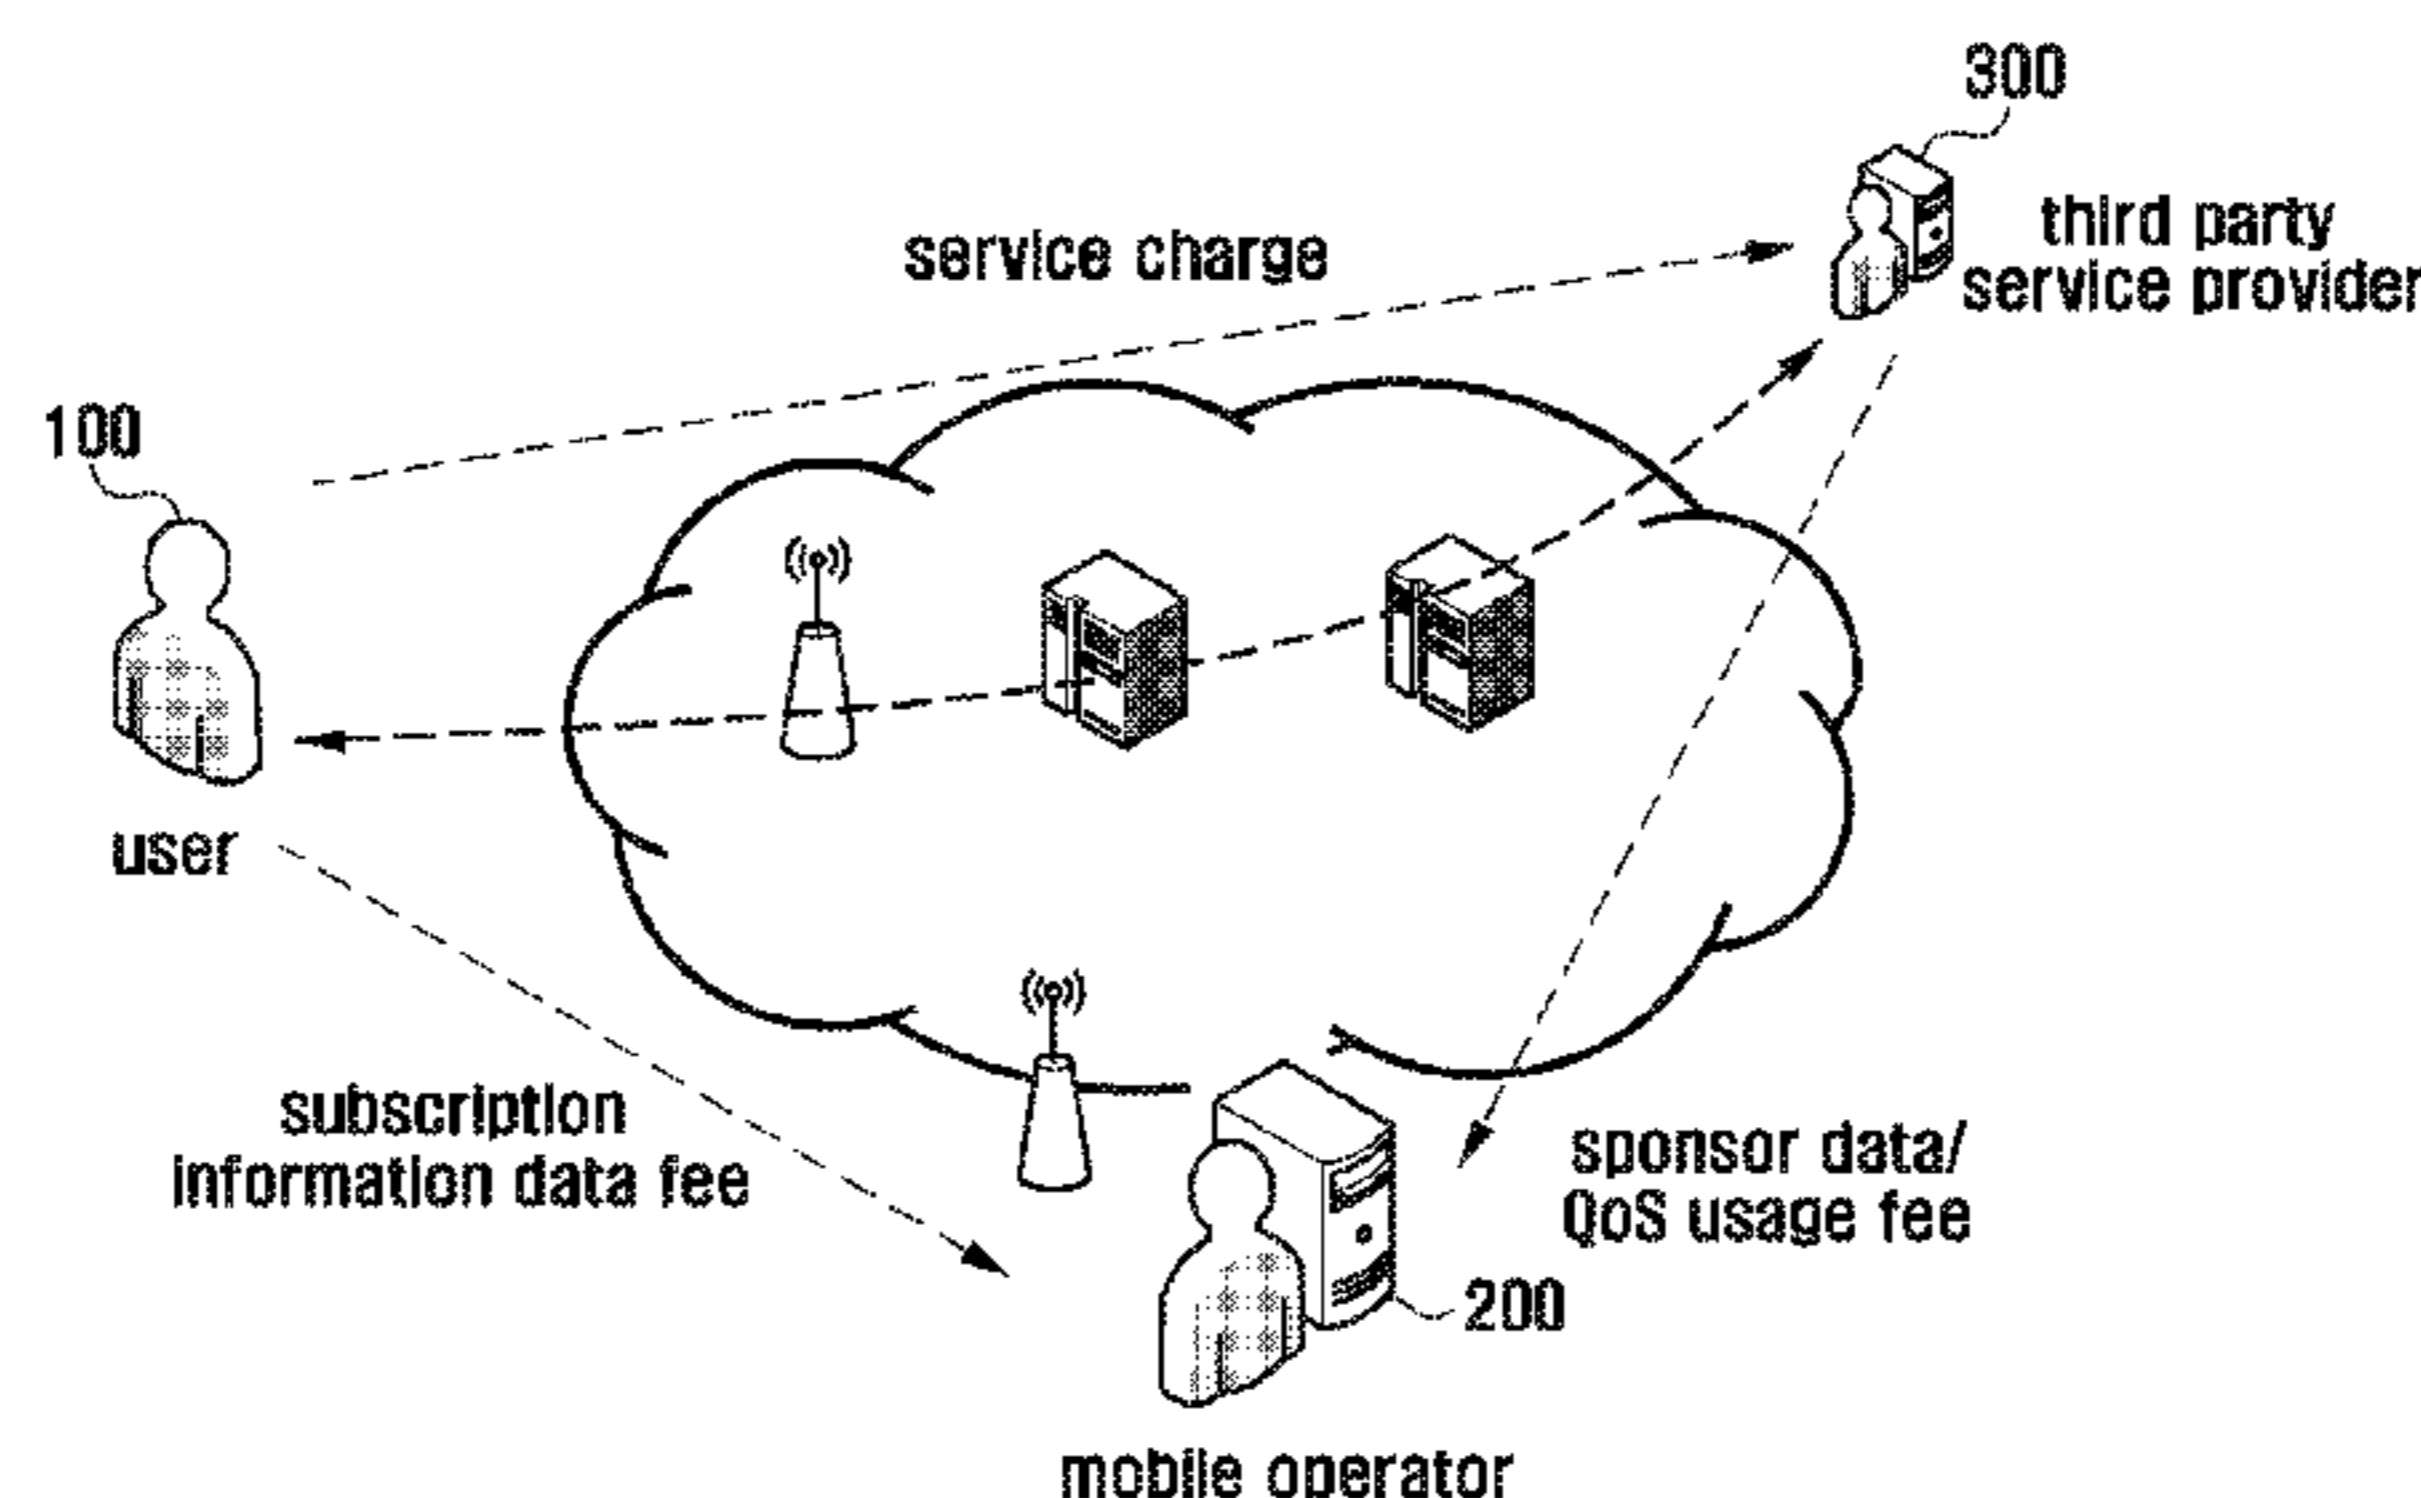 300
third party
service provider
service charge
100
user
subscription
information data fee
sponsor data/
QoS usage fee
200
mobile operator